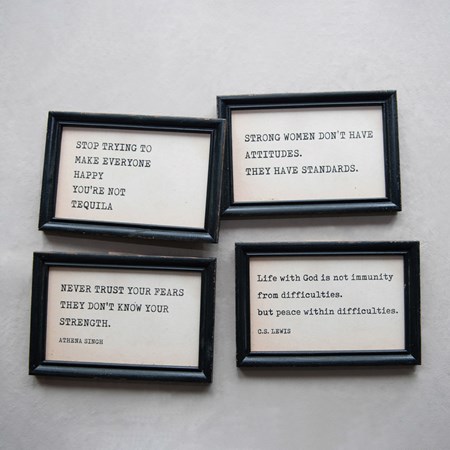 STOP TRYING TO
MAKE EVERYONE
HAPPY
YOU'RE NOT
TEQUILA
STRONG WOMEN DON'T HAVE
ATTITUDES.
THEY HAVE STANDARDS.
NEVER TRUST YOUR FEARS
THEY DON'T KNOW YOUR
STRENGTH.
ATHENA SINGH
Life with God is not immunity
from difficulties.
but peace within difficulties.
C.S. LEWIS